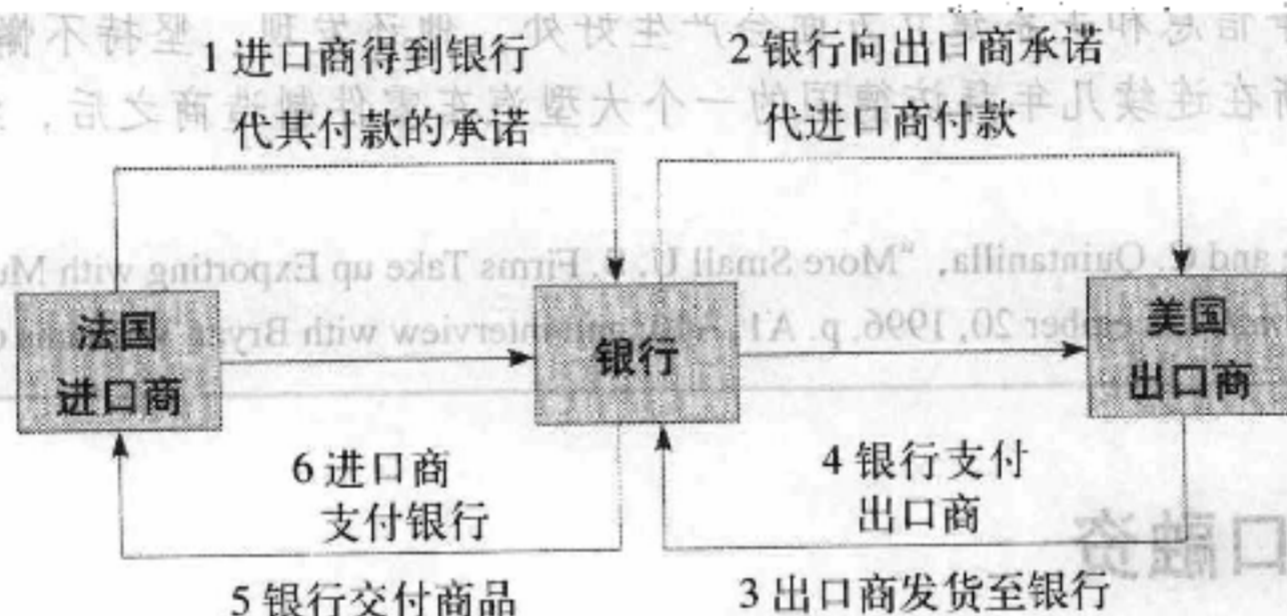 1 进口商得到银行
代其付款的承诺
2 银行向出口商承诺
代进口商付款
法国
进口商
银行
美国
出口商
6 进口商
支付银行
4 银行支付
出口商
5 银行交付商品
3 出口商发货至银行